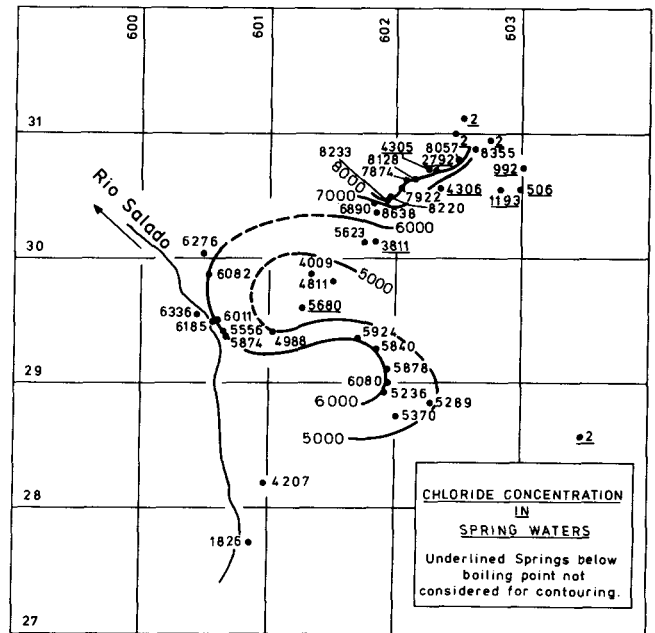 600 601 602 603
31
2
2 2
4305 8057
8233 8128 2792 8355
7874 992
8000
7000 7922 4306 1193 506
6890 8638 8220
6000
5623 3811
30
6276
Rio Salado
6082 4009 5000
4811
5680
6336 6011
6185 5556 4988 5924
5874 5840
29
5878
6080 5236
6000 5289
5370
5000
2
28
4207
1826
27
CHLORIDE CONCENTRATION
IN
SPRING WATERS
Underlined Springs below
boiling point not
considered for contouring.